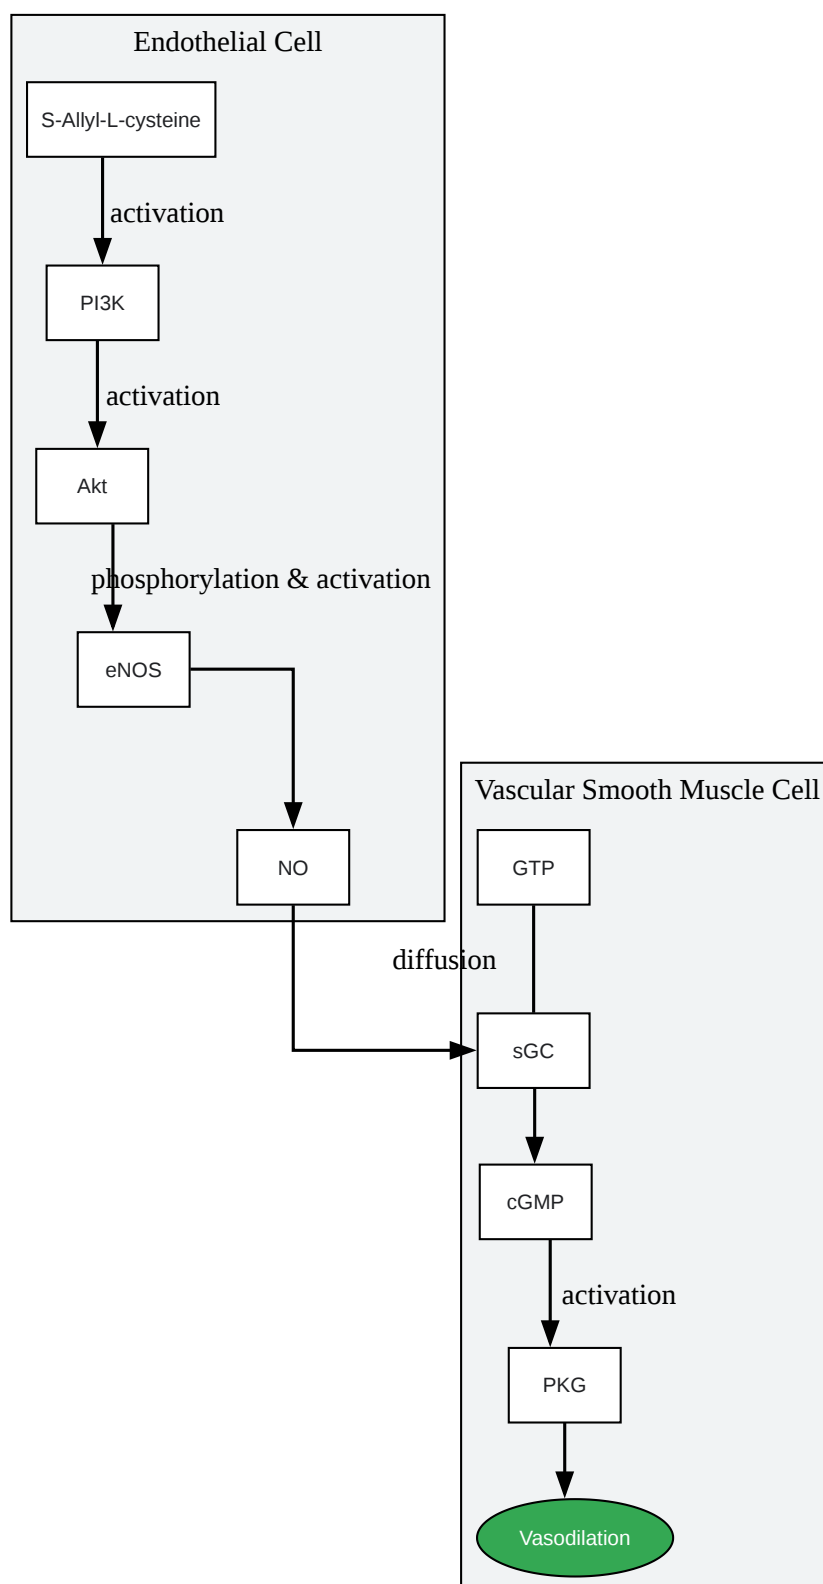 Endothelial Cell
S-Allyl-L-cysteine
activation
PI3K
activation
Akt
phosphorylation & activation
eNOS
NO
diffusion
Vascular Smooth Muscle Cell
GTP
sGC
cGMP
activation
PKG
Vasodilation